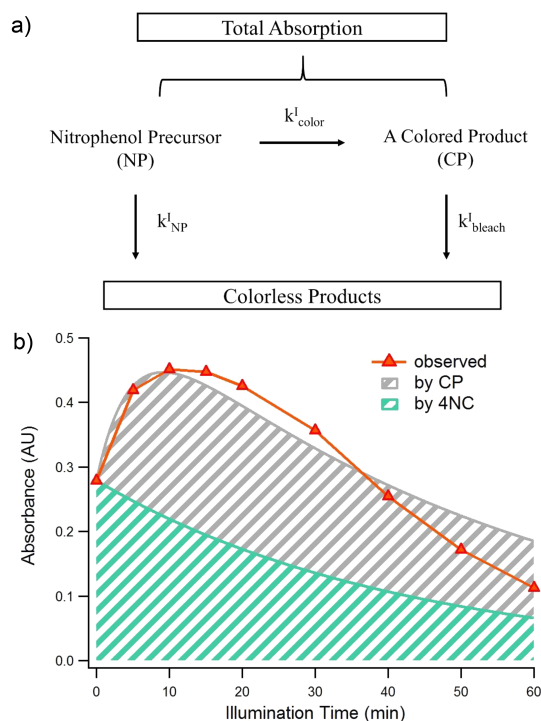 a)
Total Absorption
k^I_color
Nitrophenol Precursor
(NP)
A Colored Product
(CP)
k^I_NP
k^I_bleach
Colorless Products
b)
0.5
0.4
0.3
0.2
0.1
0.0
Absorbance (AU)
observed
by CP
by 4NC
0 10 20 30 40 50 60
Illumination Time (min)